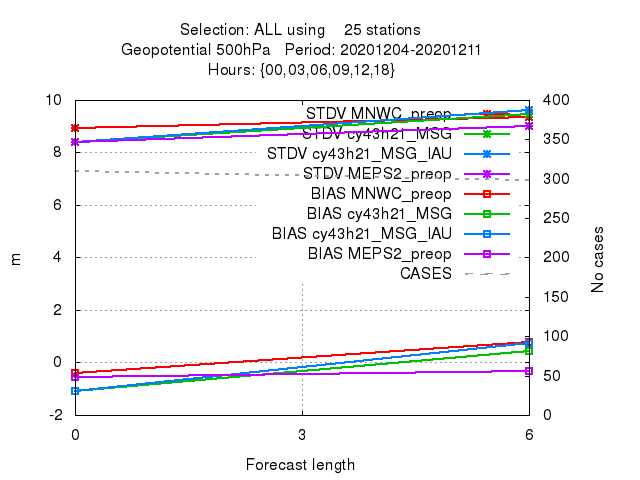 Selection: ALL using 25 stations
Geopotential 500hPa Period: 20201204-20201211
Hours: {00,03,06,09,12,18}
10
8
6
4
2
0
-2
m
400
350
300
250
200
150
100
50
0
No cases
STDV MNWC_preop
STDV cy43h21_MSG
STDV cy43h21_MSG_IAU
STDV MEPS2_preop
BIAS MNWC_preop
BIAS cy43h21_MSG
BIAS cy43h21_MSG_IAU
BIAS MEPS2_preop
CASES
0 3 6
Forecast length